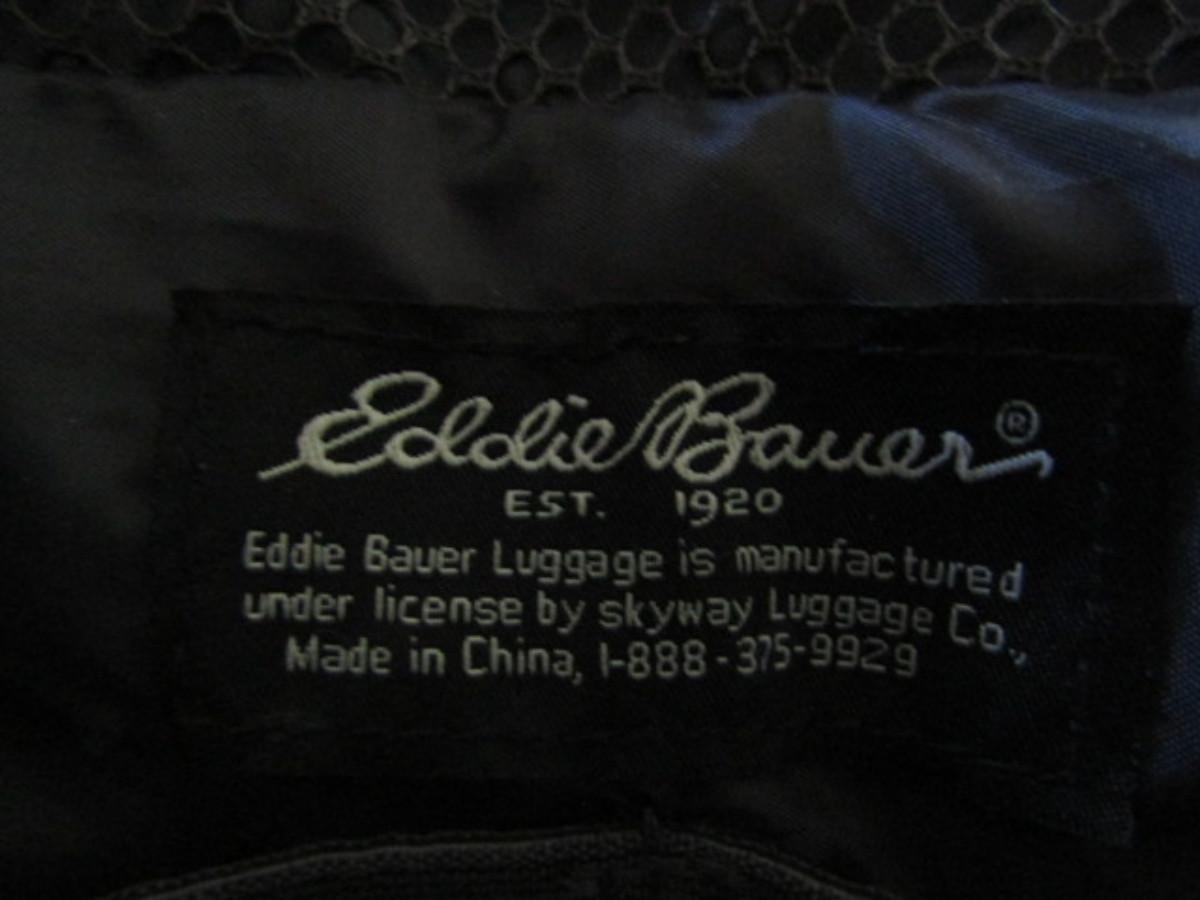 Eddie Bauer®
EST. 1920
Eddie Bauer Luggage is manufactured
under license by skyway Luggage Co.,
Made in China, 1-888-375-9929